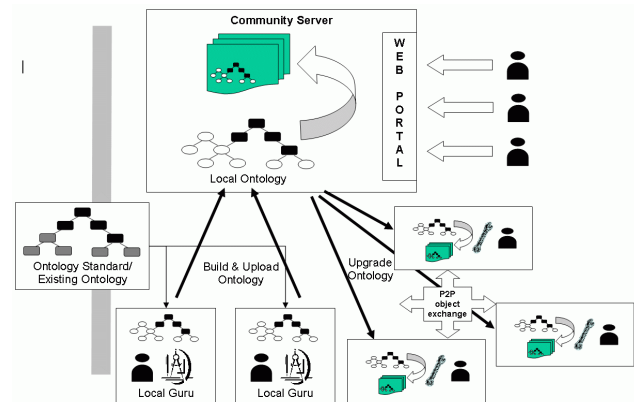 Community Server
W
E
B
P
O
R
T
A
L
Local Ontology
Ontology Standard/
Existing Ontology
Build & Upload
Ontology
Upgrade
Ontology
P2P
object
exchange
Local Guru
Local Guru